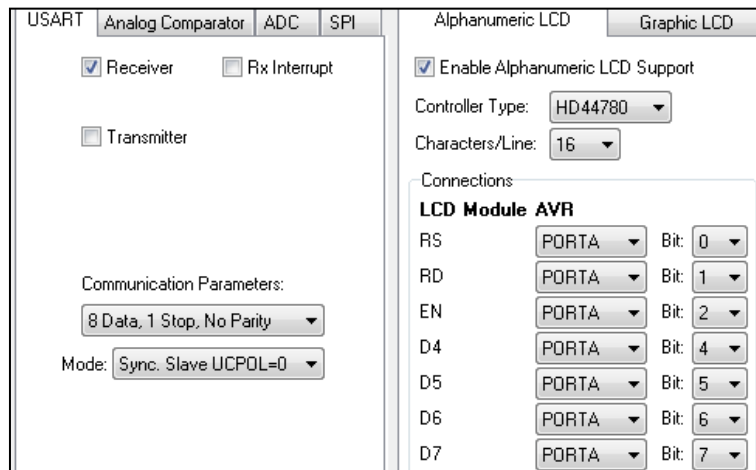 USART Analog Comparator ADC SPI
Receiver Rx Interrupt
Transmitter
Communication Parameters:
8 Data, 1 Stop, No Parity
Mode: Sync. Slave UCPOL=0
Alphanumeric LCD Graphic LCD
Enable Alphanumeric LCD Support
Controller Type: HD44780
Characters/Line: 16
Connections
LCD Module AVR
RS PORTA Bit: 0
RD PORTA Bit: 1
EN PORTA Bit: 2
D4 PORTA Bit: 4
D5 PORTA Bit: 5
D6 PORTA Bit: 6
D7 PORTA Bit: 7